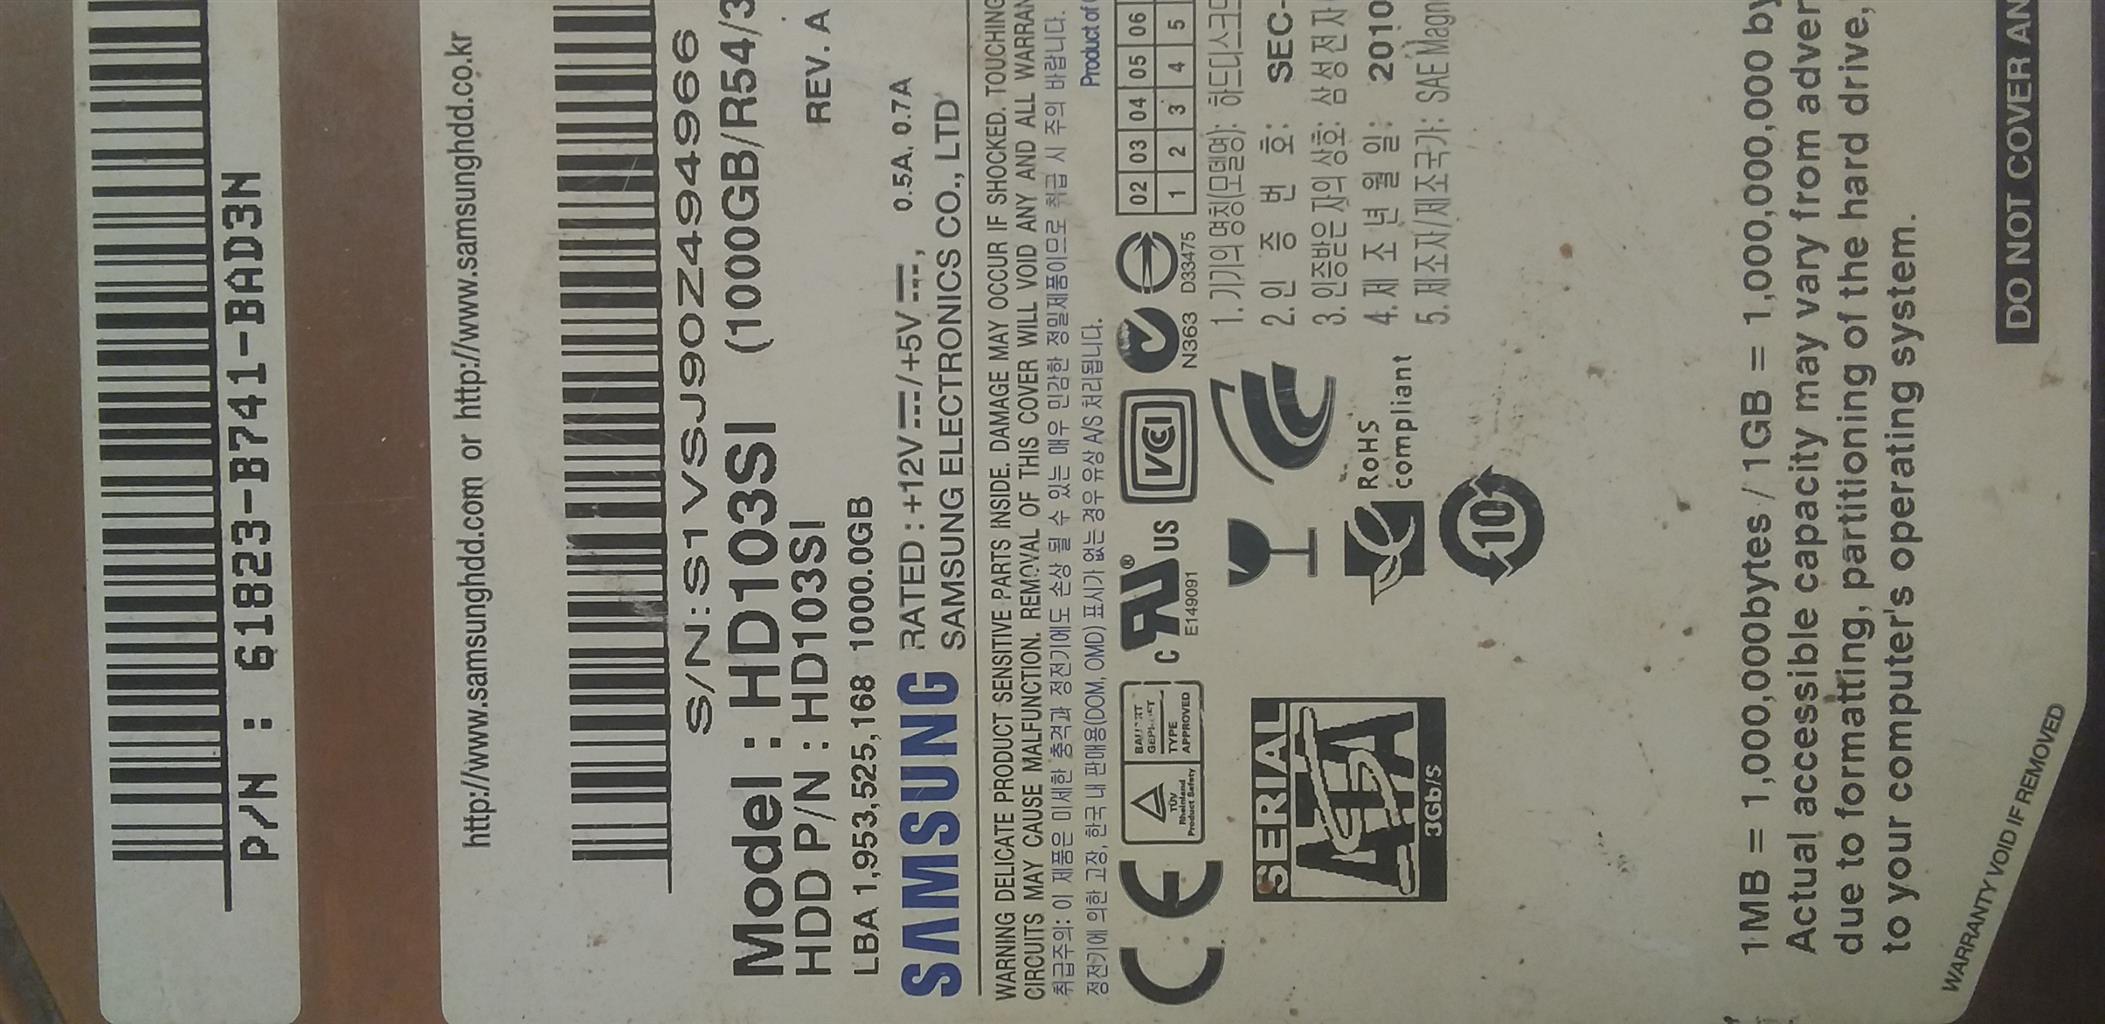 P/N : 61823-B741-BAD3N
http://www.samsunghdd.com or http://www.samsunghdd.co.kr
S/N:S1VSJ90Z494966
Model : HD103SI (1000GB/R54/3
HDD P/N : HD103SI REV. A
LBA 1,953,525,168 1000.0GB
SAMSUNG
RATED : +12V⎓/+5V⎓, 0.5A, 0.7A
SAMSUNG ELECTRONICS CO., LTD
WARNING DELICATE PRODUCT SENSITIVE PARTS INSIDE. DAMAGE MAY OCCUR IF SHOCKED. TOUCHING
CIRCUITS MAY CAUSE MALFUNCTION. REMOVAL OF THIS COVER WILL VOID ANY AND ALL WARRAN
취급주의: 이 제품은 미세한 충격과 정전기에도 손상 될 수 있는 매우 민감한 정밀제품이므로 취급 시 주의 바랍니다.
정전기에 의한 고장, 한국 내 판매용(DOM, OMD) 표시가 없는 경우 유상 A/S 처리됩니다.
Product of
CE
TÜV
Rheinland
Product Safety
BAUART
GEPRÜFT
TYPE
APPROVED
C UR® US
E149091
VCCI
N363
D33475
02 03 04 05 06
1 2 3 4 5
SERIAL
ATA
3Gb/s
RoHS
compliant
10
1. 기기의 명칭(모델명): 하드디스크드
2. 인 증 번 호: SEC-
3. 인증받은 자의 상호: 삼성전자
4. 제 조 년 월 일: 2010
5. 제조자/제조국가: SAE Magn
1MB = 1,000,000bytes / 1GB = 1,000,000,000 by
Actual accessible capacity may vary from adver
due to formatting, partitioning of the hard drive,
to your computer's operating system.
DO NOT COVER AN
WARRANTY VOID IF REMOVED